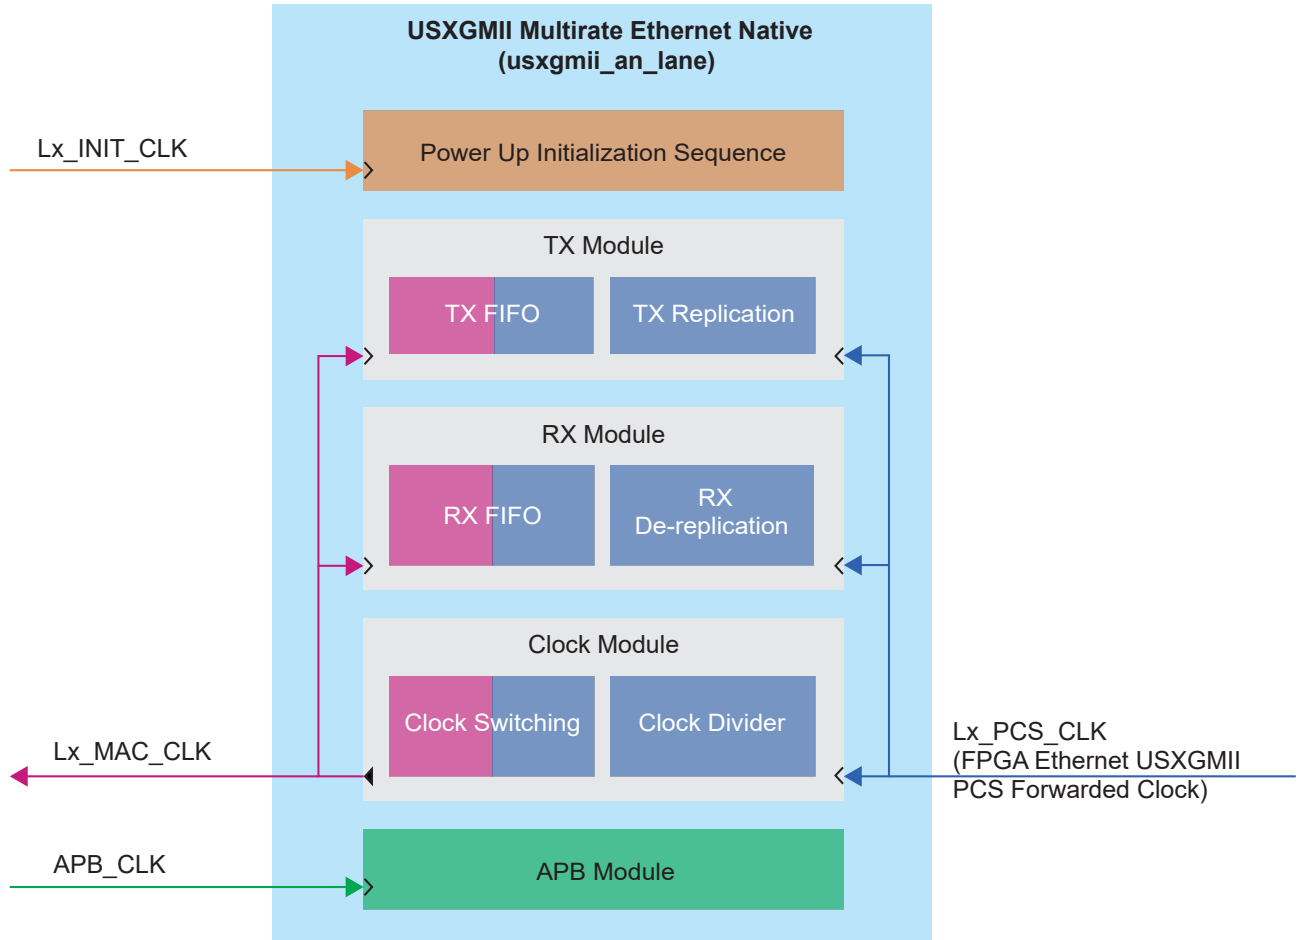 USXGMII Multirate Ethernet Native
(usxgmii_an_lane)
Lx_INIT_CLK
Power Up Initialization Sequence
TX Module
TX FIFO
TX Replication
RX Module
RX FIFO
RX
De-replication
Clock Module
Clock Switching
Clock Divider
Lx_MAC_CLK
Lx_PCS_CLK
(FPGA Ethernet USXGMII
PCS Forwarded Clock)
APB_CLK
APB Module